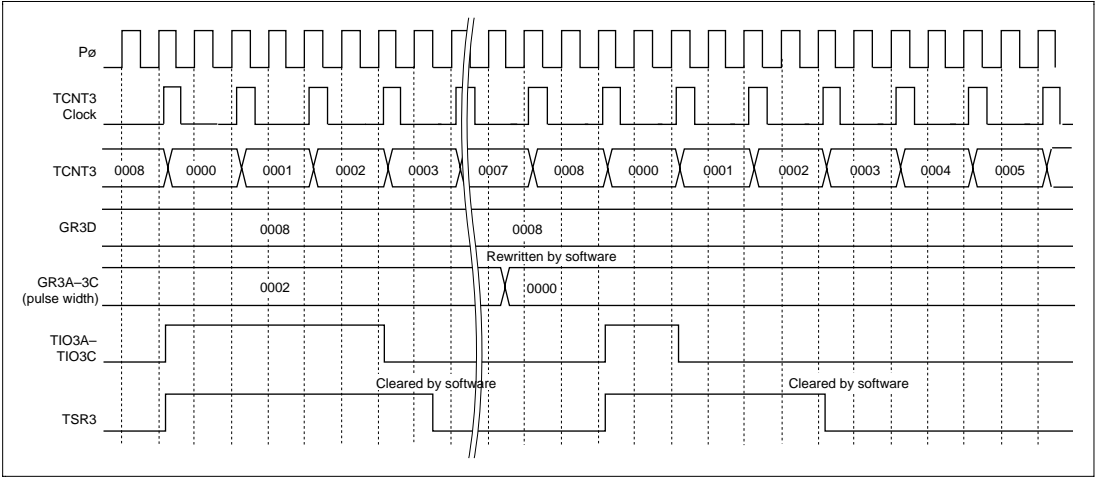 Pø
TCNT3
Clock
TCNT3
0008 0000 0001 0002 0003 0007 0008 0000 0001 0002 0003 0004 0005
GR3D
0008 0008
Rewritten by software
GR3A–3C
(pulse width)
0002 0000
TIO3A–
TIO3C
Cleared by software Cleared by software
TSR3